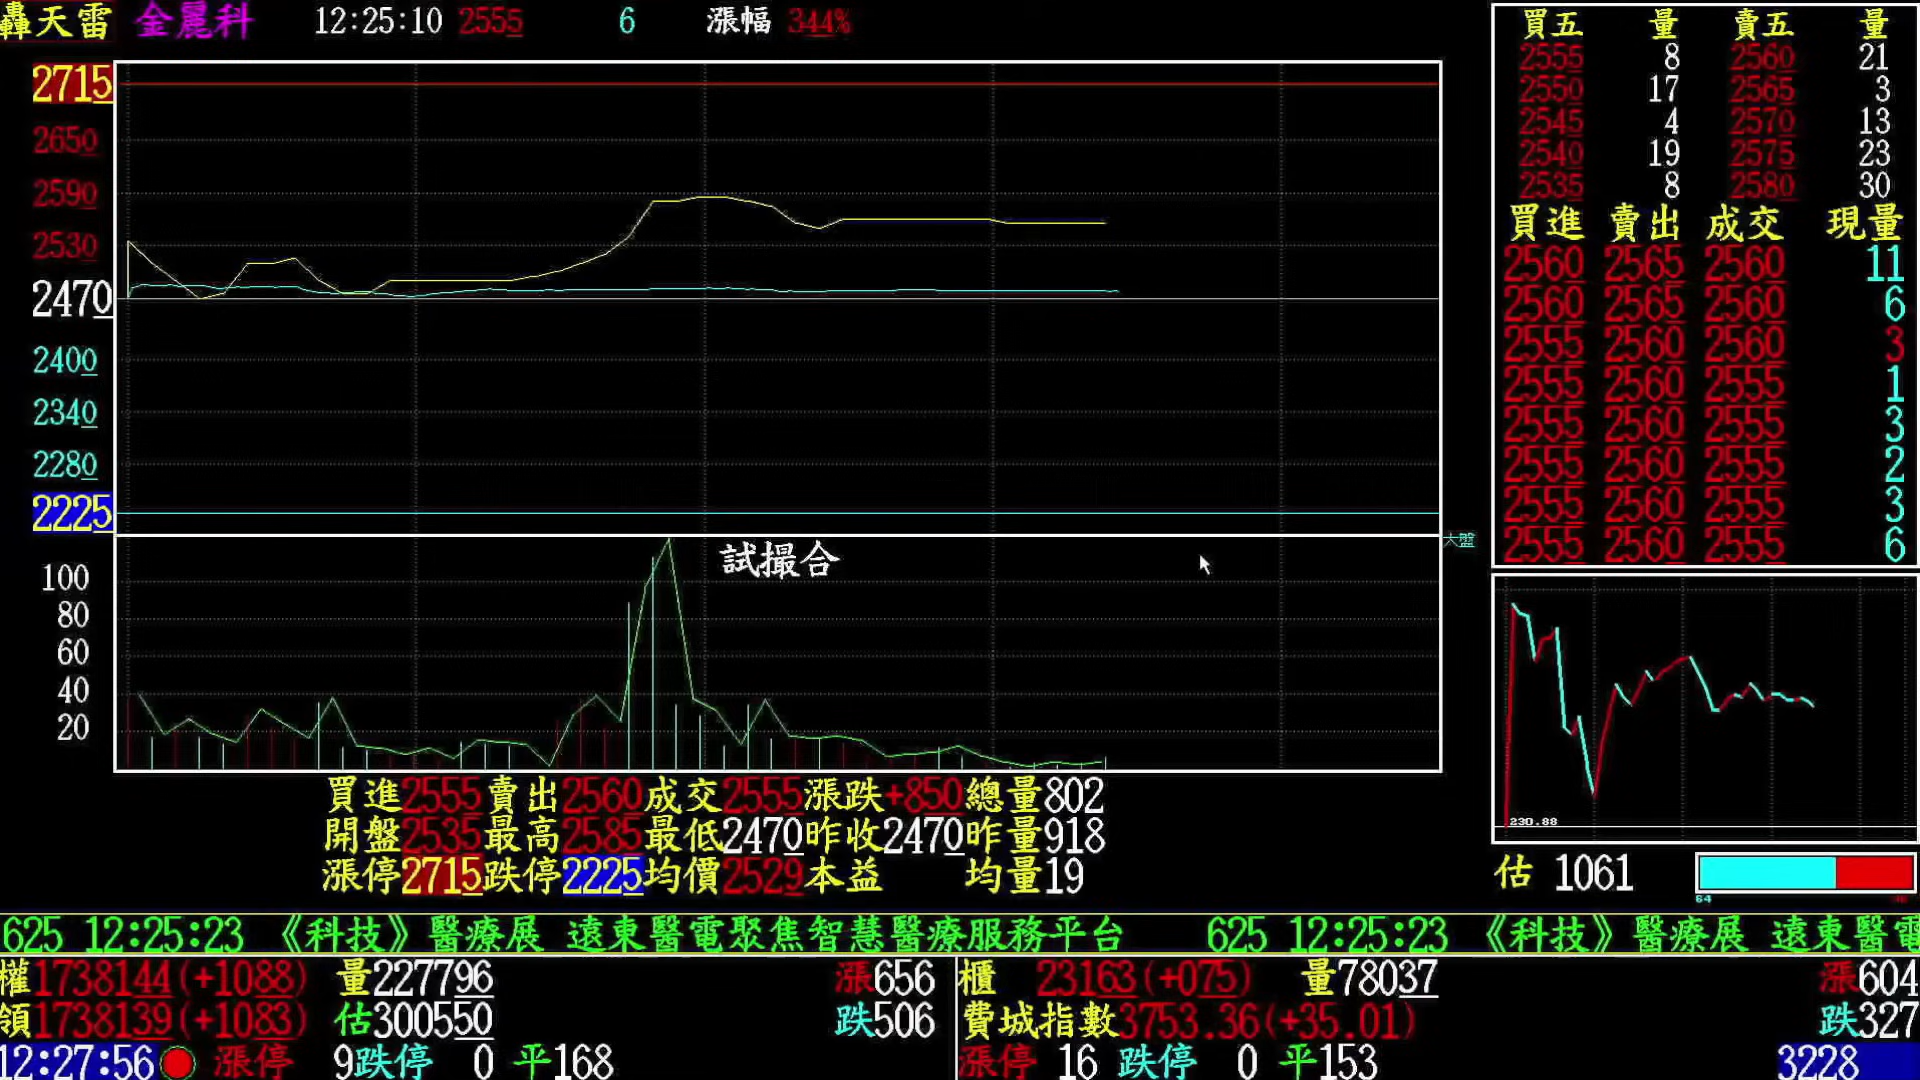 轟天雷 金麗科 12:25:10 2555 6 漲幅 344%
2715
2650
2590
2530
2470
2400
2340
2280
2225
大盤
試撮合
100
80
60
40
20
買五 量 賣五 量
2555 8 2560 21
2550 17 2565 3
2545 4 2570 13
2540 19 2575 23
2535 8 2580 30
買進 賣出 成交 現量
2560 2565 2560 11
2560 2565 2560 6
2555 2560 2560 3
2555 2560 2555 1
2555 2560 2555 3
2555 2560 2555 2
2555 2560 2555 3
2555 2560 2555 6
230.88
估 1061
64
買進2555賣出2560成交2555漲跌+850總量802
開盤2535最高2585最低2470昨收2470昨量918
漲停2715跌停2225均價2529本益 均量19
625 12:25:23 《科技》醫療展 遠東醫電聚焦智慧醫療服務平台 625 12:25:23 《科技》醫療展 遠東醫電
權1738144(+1088) 量227796 漲656 櫃 23163(+075) 量78037 漲604
領1738139(+1083) 估300550 跌506 費城指數3753.36(+35.01) 跌327
12:27:56 漲停 9跌停 0 平168 漲停 16 跌停 0 平153 3228